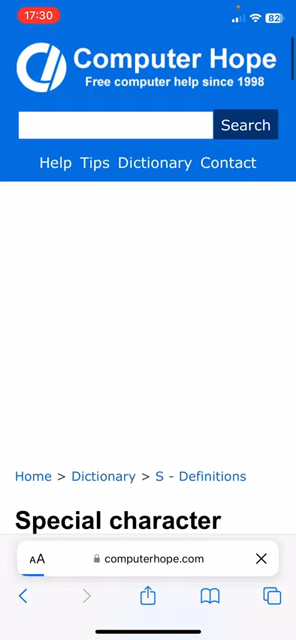 17:30
82
Computer Hope
Free computer help since 1998
Search
Help Tips Dictionary Contact
Home > Dictionary > S - Definitions
Special character
AA
computerhope.com